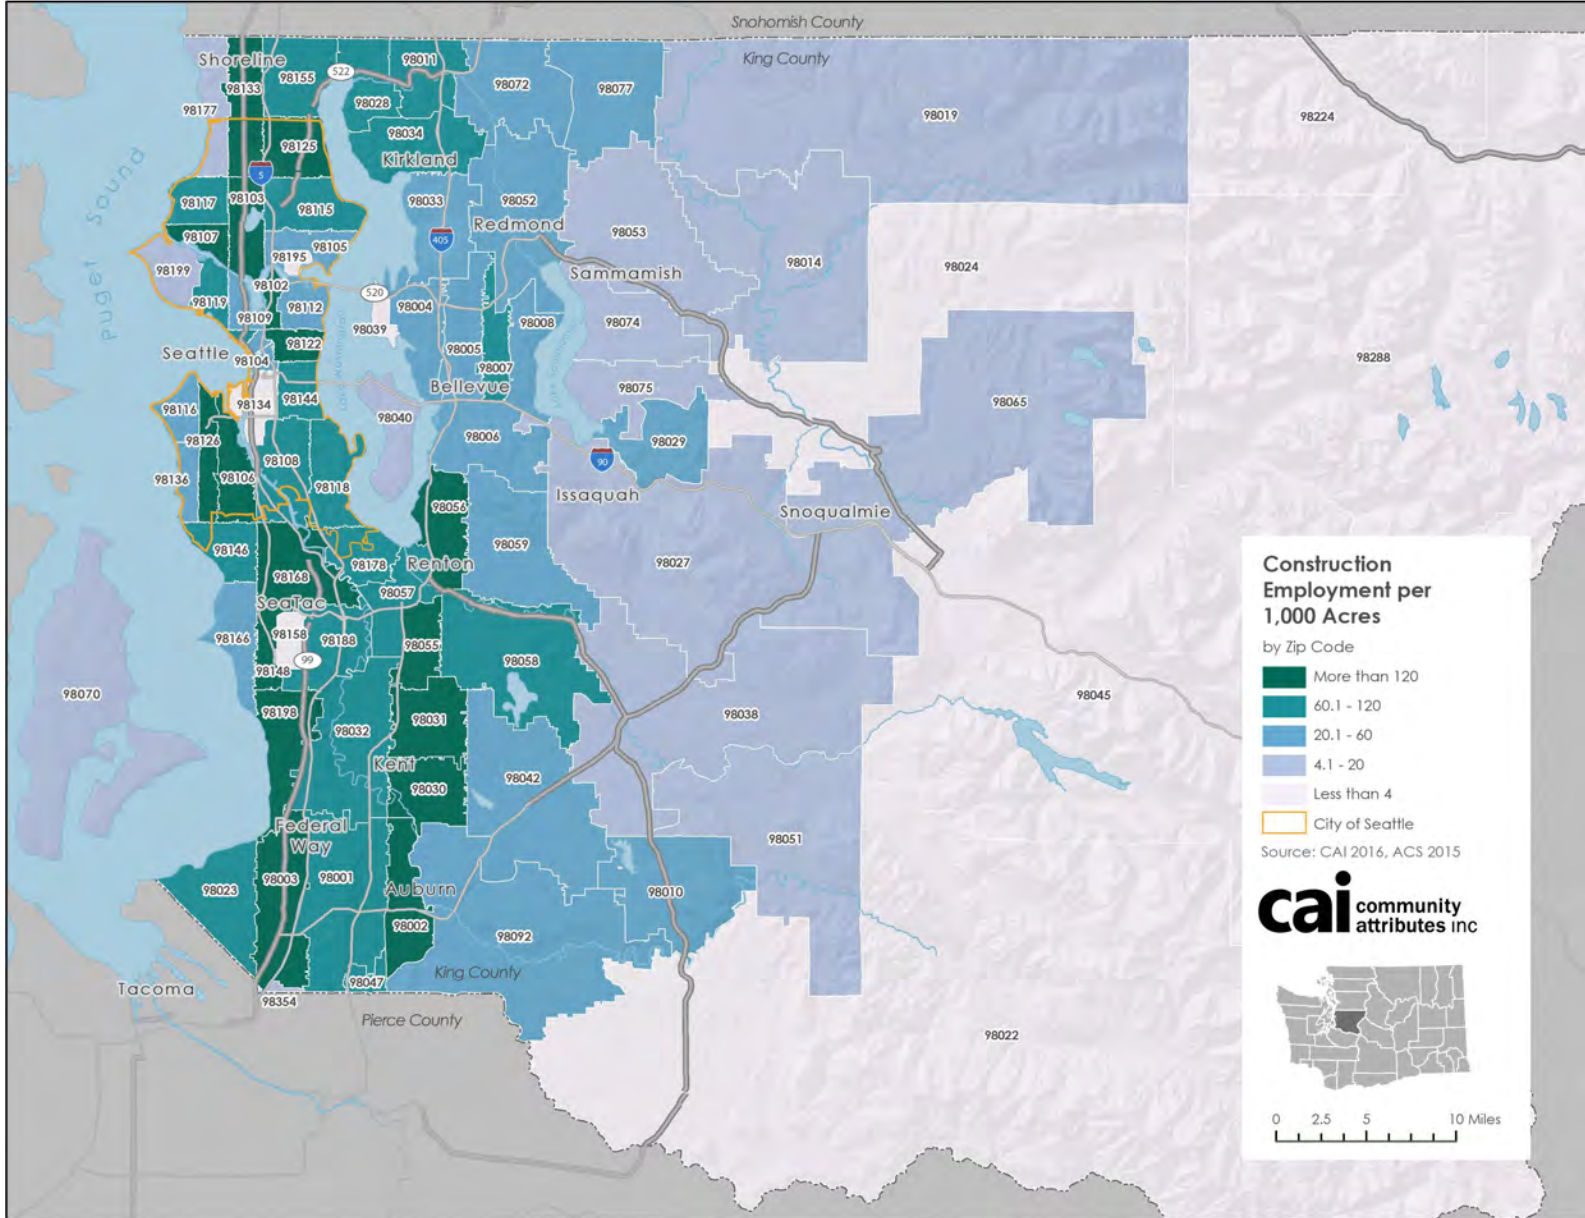 Snohomish County
King County
Shoreline
98133
98155
522
98011
98072
98077
98177
98028
98019
98224
98034
Kirkland
98125
5
Puget Sound
98117
98103
98115
98033
98052
Redmond
98107
98105
405
98053
98195
98014
98024
98199
Sammamish
98102
98119
98112
520
98004
98109
98008
98039
98074
98122
98005
Seattle
98104
98007
98288
Bellevue
98075
98144
98134
98040
98065
98116
98006
98029
98126
98108
90
98106
98136
98118
Issaquah
98056
Snoqualmie
98059
98146
98178
Renton
98027
98168
98057
SeaTac
98158
98188
98166
98055
98058
98148
99
98070
98045
98198
98031
98038
98032
Kent
98042
98030
Federal
Way
98051
98023
98003
98001
Auburn
98010
98002
98092
King County
98047
Tacoma
98354
Pierce County
98022
Construction
Employment per
1,000 Acres
by Zip Code
More than 120
60.1 - 120
20.1 - 60
4.1 - 20
Less than 4
City of Seattle
Source: CAI 2016, ACS 2015
cai community
attributes inc
0 2.5 5 10 Miles